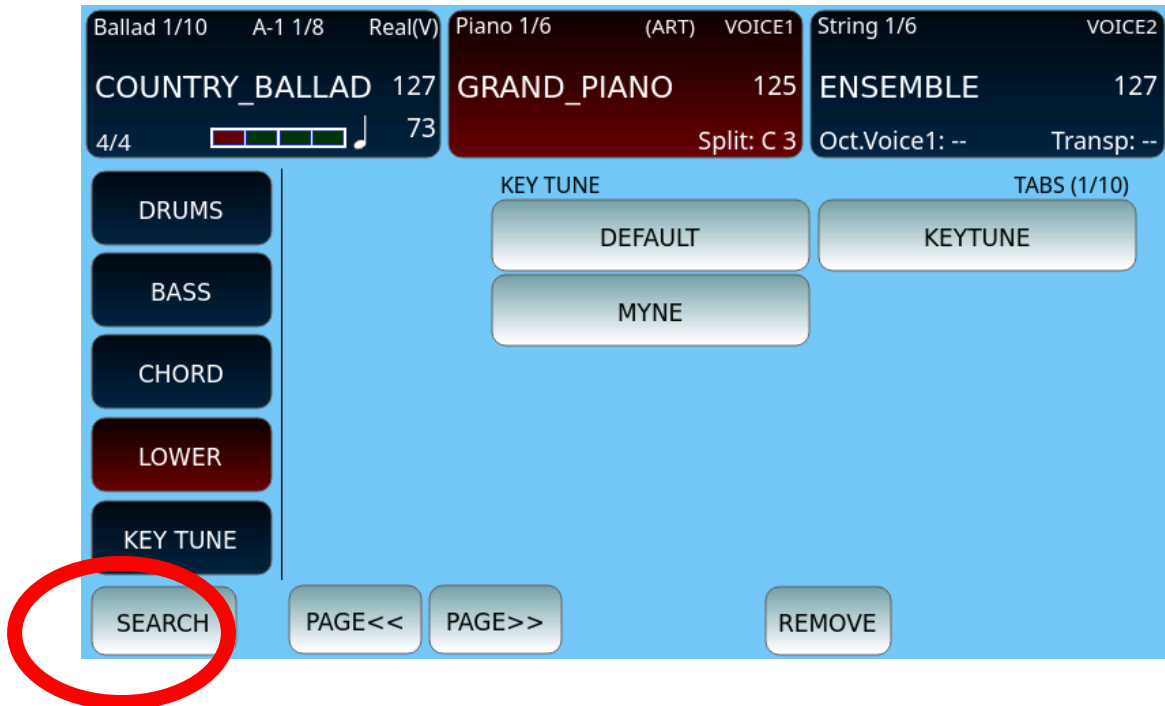 Ballad 1/10 A-1 1/8 Real(V)
COUNTRY_BALLAD 127
4/4 73
Piano 1/6 (ART) VOICE1
GRAND_PIANO 125
Split: C 3
String 1/6 VOICE2
ENSEMBLE 127
Oct.Voice1: -- Transp: --
DRUMS
BASS
CHORD
LOWER
KEY TUNE
KEY TUNE TABS (1/10)
DEFAULT KEYTUNE
MYNE
SEARCH PAGE<< PAGE>> REMOVE